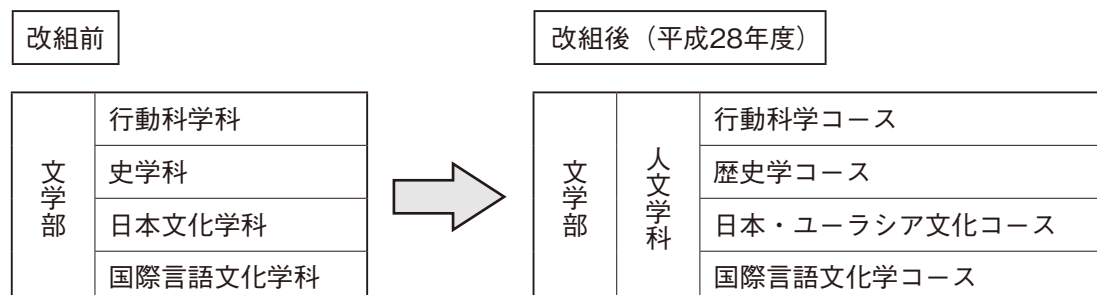 改組前
改組後（平成28年度）
文学部
行動科学科
史学科
日本文化学科
国際言語文化学科
文学部
人文学科
行動科学コース
歴史学コース
日本・ユーラシア文化コース
国際言語文化学コース